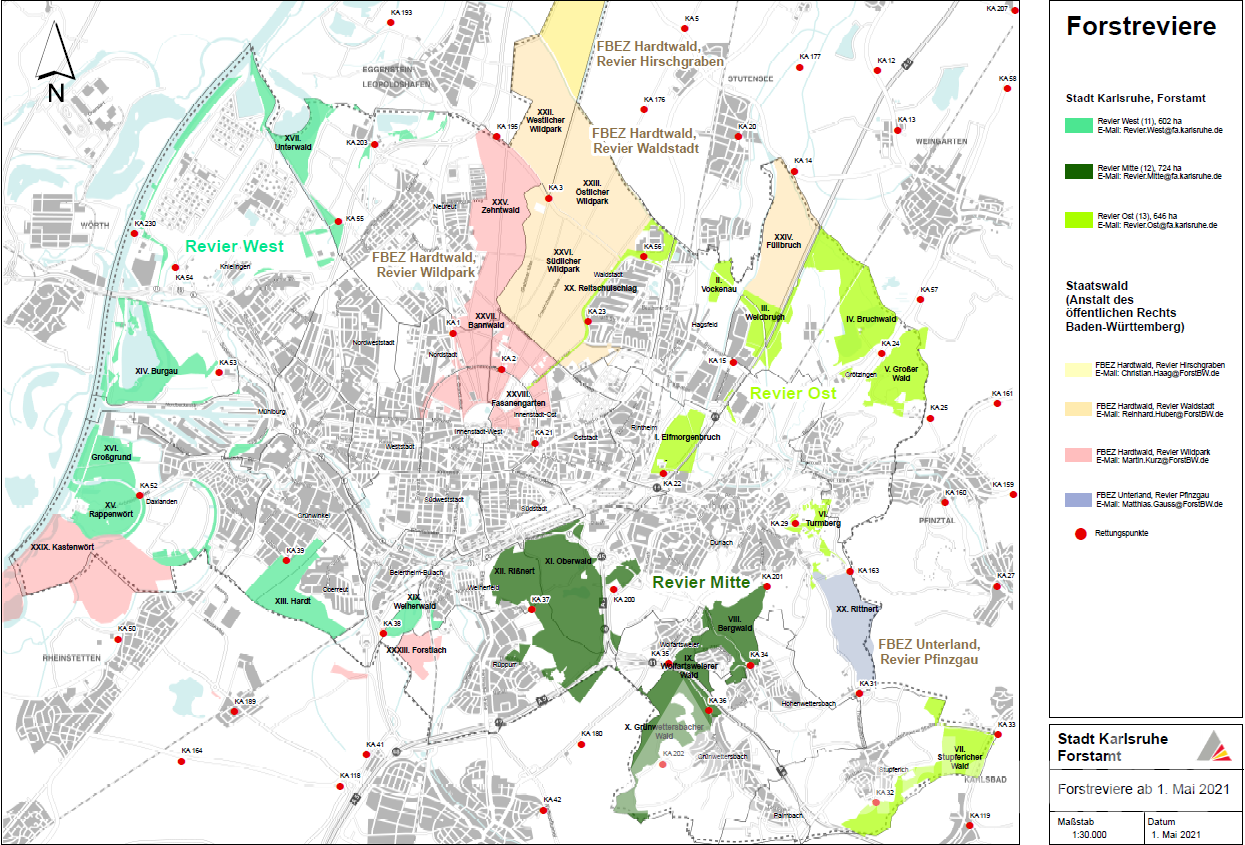 KA 193
KA 5
KA 207
FBEZ Hardtwald,
Revier Hirschgraben
KA 177
KA 12
EGGENSTEIN
LEOPOLDSHAFEN
STUTENSEE
KA 58
N
KA 176
XXII.
Westlicher
Wildpark
KA 195
FBEZ Hardtwald,
Revier Waldstadt
KA 20
KA 13
WEINGARTEN
XVII.
Unterwald
KA 203
KA 14
KA 3
XXIII.
Östlicher
Wildpark
XXV.
Zehntwald
Neureut
KA 55
KA 230
WÖRTH
Revier West
XXIV.
Füllbruch
KA 56
FBEZ Hardtwald,
Revier Wildpark
XXVI.
Südlicher
Wildpark
Waldstadt
XX. Reitschulschlag
Knielingen
KA 54
II.
Vockenau
KA 57
III.
Weidbruch
IV. Bruchwald
KA 23
KA 1
XXVII.
Bannwald
Hagsfeld
Nordweststadt
Nordstadt
KA 24
KA 2
KA 15
KA 53
XIV. Burgau
Grötzingen
V. Großer
Wald
Revier Ost
KA 161
XXVIII.
Fasanengarten
Innenstadt-Ost
Mühlburg
KA 25
Innenstadt-West
KA 21
Oststadt
Rintheim
I. Elfmorgenbruch
Weststadt
XVI.
Großgrund
KA 22
KA 52
Daxlanden
KA 159
KA 160
Südweststadt
Südstadt
XV.
Rappenwört
Grünwinkel
VI.
Turmberg
KA 29
PFINZTAL
Durlach
XXIX. Kastenwört
KA 39
XI. Oberwald
XII. Rißnert
Beiertheim-Bulach
Weiherfeld
Revier Mitte
KA 201
KA 163
KA 27
Oberreut
XIII. Hardt
XIX.
Weiherwald
KA 37
KA 200
XX. Rittnert
KA 38
KA 50
VIII.
Bergwald
XXXIII. Forstlach
Wolfartsweier
FBEZ Unterland,
Revier Pfinzgau
RHEINSTETTEN
Rüppurr
KA 35
IX.
Wolfartsweierer
Wald
KA 34
KA 31
KA 189
KA 36
Hohenwettersbach
X. Grünwettersbacher
Wald
KA 33
KA 180
KA 41
KA 164
KA 202
Grünwettersbach
VII.
Stupfericher
Wald
Stupferich
KARLSBAD
KA 118
KA 32
KA 42
Palmbach
KA 119
Forstreviere
Stadt Karlsruhe, Forstamt
Revier West (11), 602 ha
E-Mail: Revier.West@fa.karlsruhe.de
Revier Mitte (12), 724 ha
E-Mail: Revier.Mitte@fa.karlsruhe.de
Revier Ost (13), 646 ha
E-Mail: Revier.Ost@fa.karlsruhe.de
Staatswald
(Anstalt des
öffentlichen Rechts
Baden-Württemberg)
FBEZ Hardtwald, Revier Hirschgraben
E-Mail: Christian.Haag@ForstBW.de
FBEZ Hardtwald, Revier Waldstadt
E-Mail: Reinhard.Huber@ForstBW.de
FBEZ Hardtwald, Revier Wildpark
E-Mail: Martin.Kurz@ForstBW.de
FBEZ Unterland, Revier Pfinzgau
E-Mail: Matthias.Gauss@ForstBW.de
Rettungspunkte
Stadt Karlsruhe
Forstamt
Forstreviere ab 1. Mai 2021
Maßstab
1:30.000
Datum
1. Mai 2021